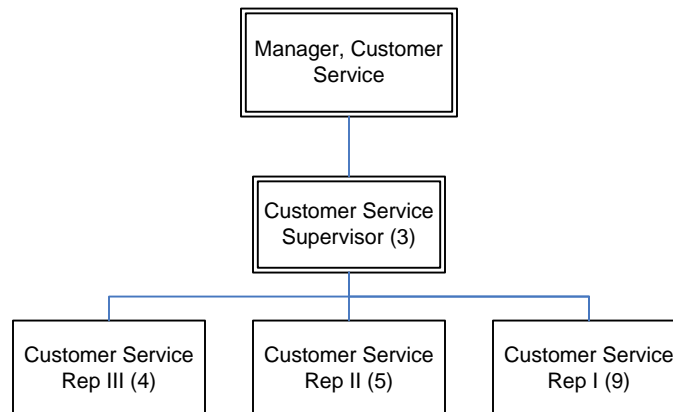 Manager, Customer
Service
Customer Service
Supervisor (3)
Customer Service
Rep III (4)
Customer Service
Rep II (5)
Customer Service
Rep I (9)